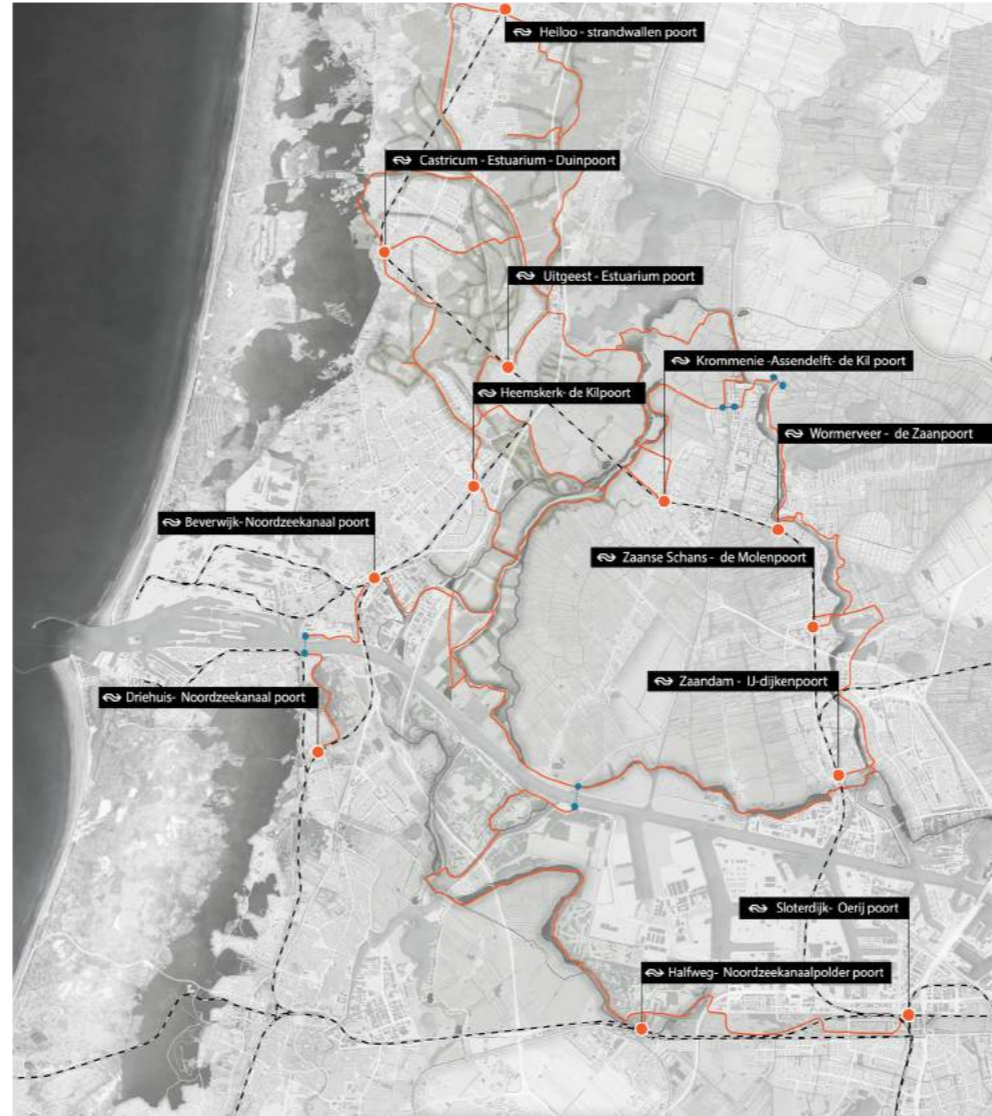 Heiloo - strandwallen poort
Castricum - Estuarium - Duinpoort
Uitgeest - Estuarium poort
Krommenie -Assendelft- de Kil poort
Heemskerk- de Kilpoort
Wormerveer - de Zaanpoort
Beverwijk- Noordzeekanaal poort
Zaanse Schans - de Molenpoort
Zaandam - IJ-dijkenpoort
Driehuis- Noordzeekanaal poort
Sloterdijk- Oerij poort
Halfweg- Noordzeekanaalpolder poort